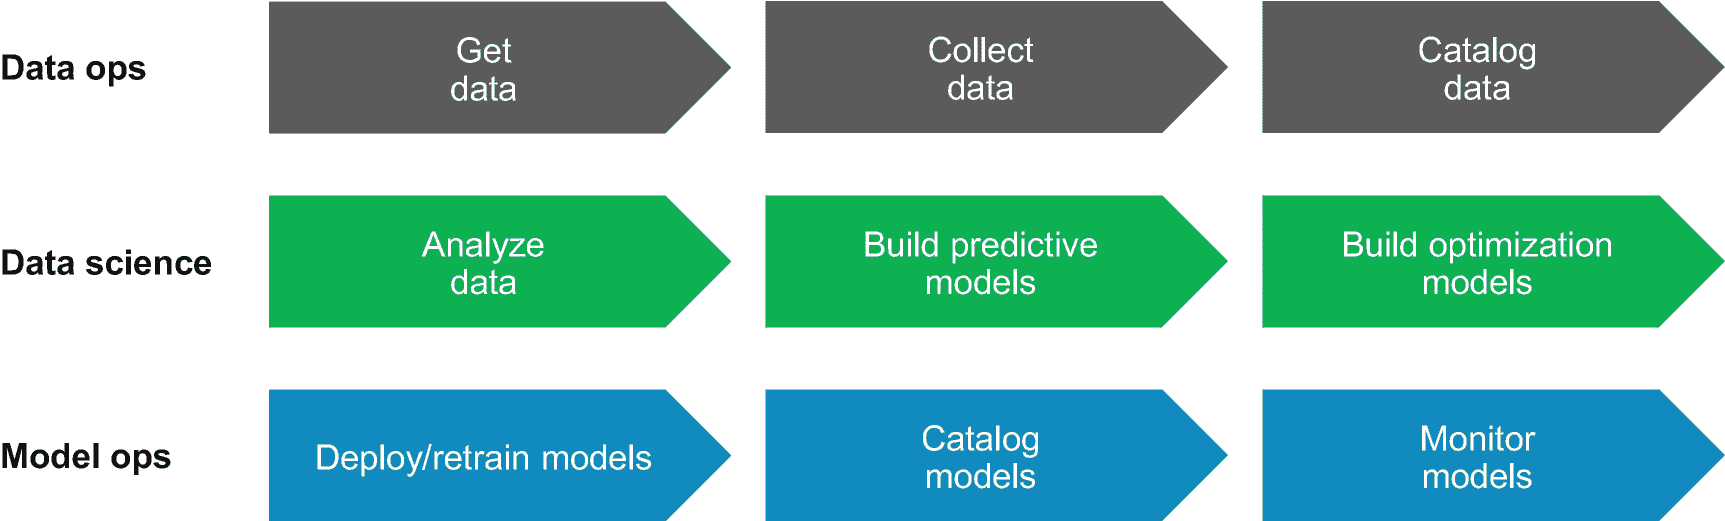 Data ops
Get
data
Collect
data
Catalog
data
Data science
Analyze
data
Build predictive
models
Build optimization
models
Model ops
Deploy/retrain models
Catalog
models
Monitor
models